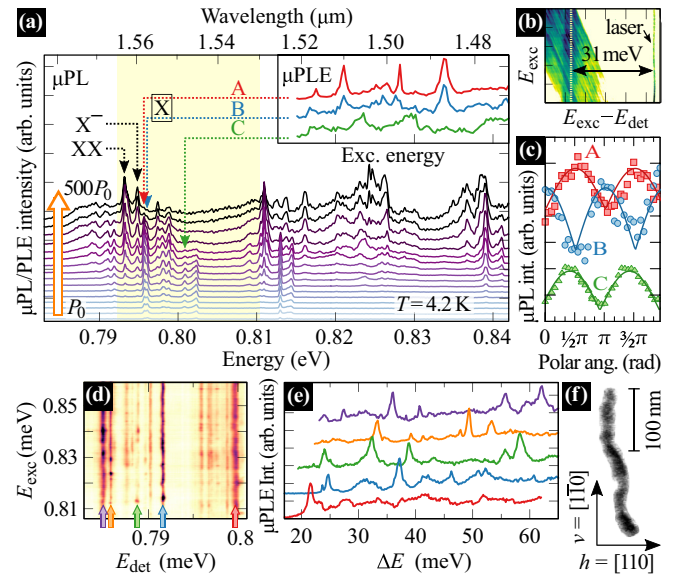 Wavelength (μm)
1.56
1.54
1.52
1.50
1.48
(a)
μPL
μPLE
A
X
B
C
X⁻
XX
Exc. energy
500P₀
P₀
T=4.2 K
μPL/PLE intensity (arb. units)
0.79
0.80
0.81
0.82
0.83
0.84
Energy (eV)
(b)
laser
31 meV
E_exc
E_exc−E_det
(c)
A
B
C
μPL int. (arb. units)
0
½π
π
3⁄2π
Polar ang. (rad)
(d)
0.85
0.83
0.81
E_exc (meV)
0.79
0.8
E_det (meV)
(e)
μPLE Int. (arb. units)
20
30
40
50
60
ΔE (meV)
(f)
100 nm
v = [11̄0]
h = [110]